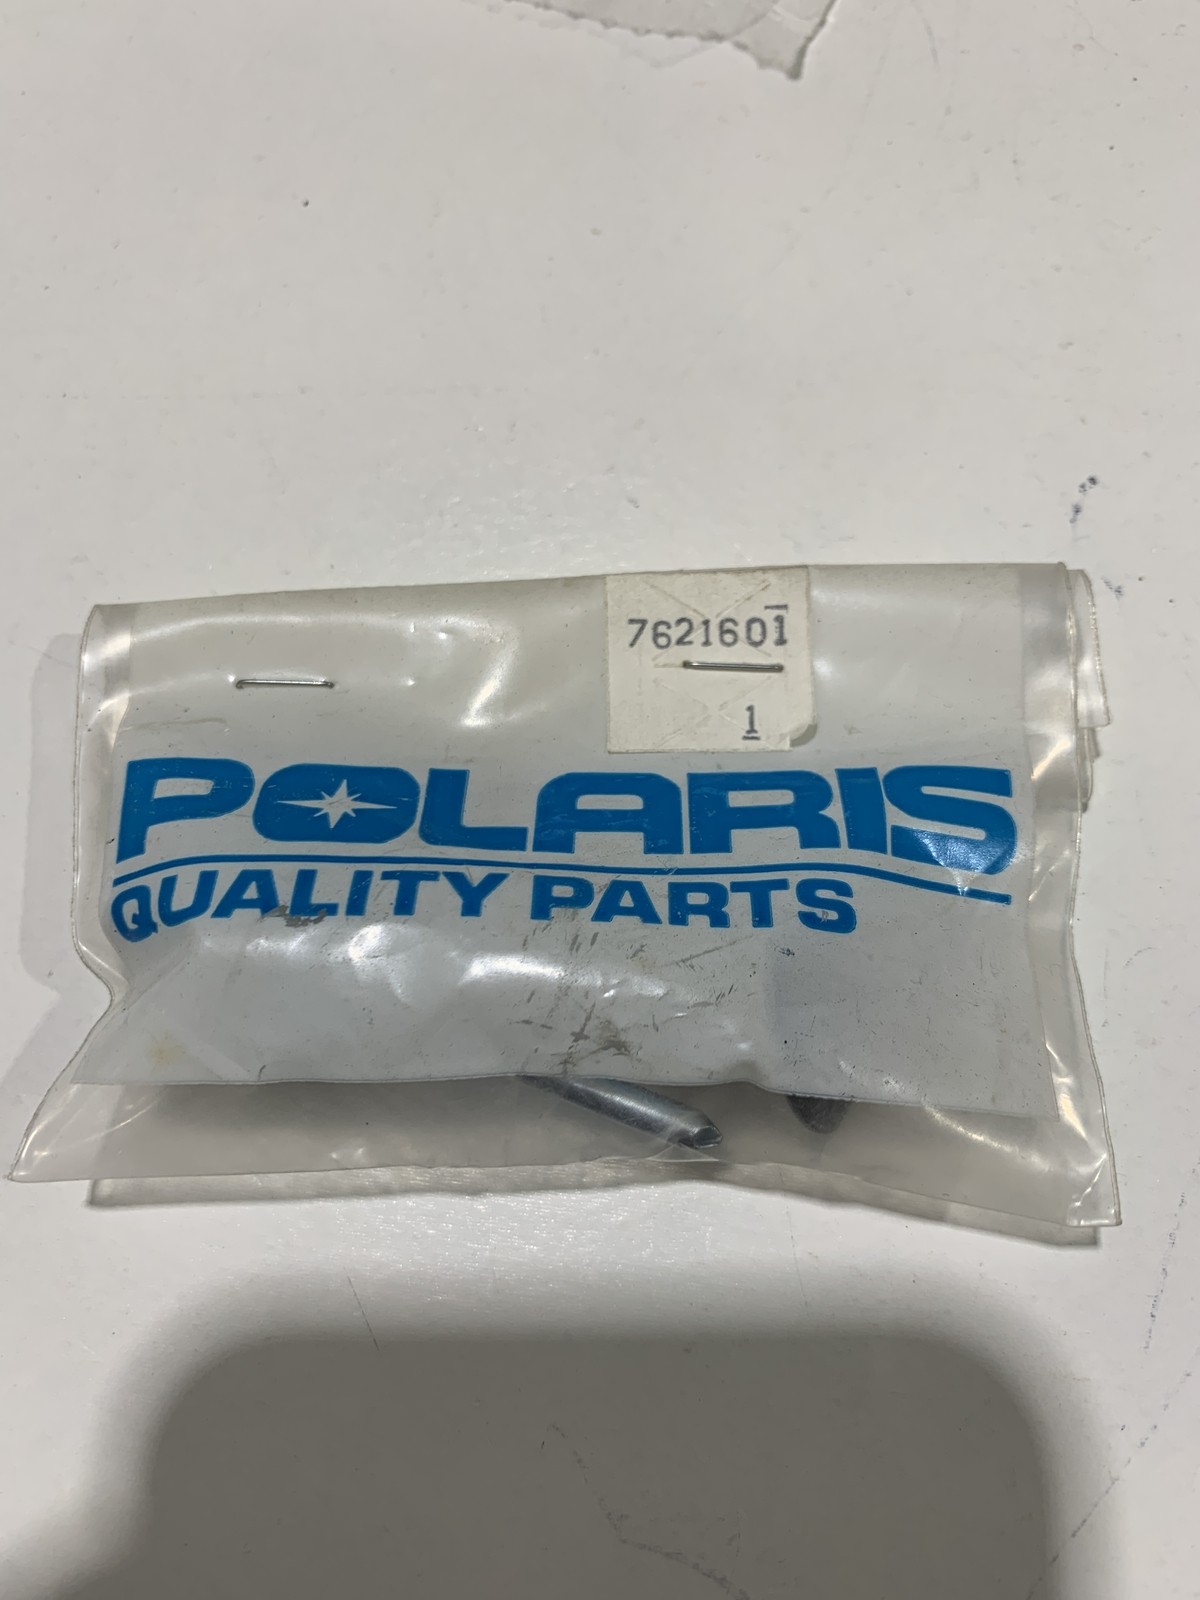 7621601
1
POLARIS
QUALITY PARTS